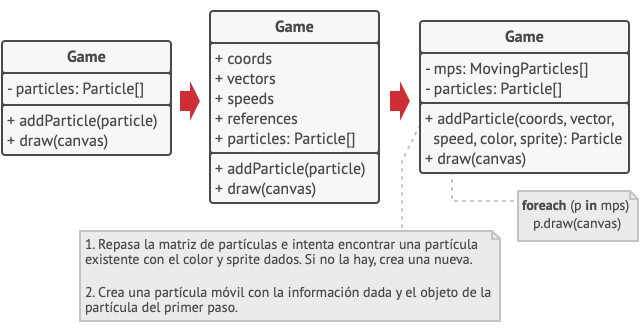 Game
- particles: Particle[]
+ addParticle(particle)
+ draw(canvas)
Game
+ coords
+ vectors
+ speeds
+ references
+ particles: Particle[]
+ addParticle(particle)
+ draw(canvas)
Game
- mps: MovingParticles[]
- particles: Particle[]
+ addParticle(coords, vector,
speed, color, sprite): Particle
+ draw(canvas)
foreach (p in mps)
p.draw(canvas)
1. Repasa la matriz de partículas e intenta encontrar una partícula
existente con el color y sprite dados. Si no la hay, crea una nueva.
2. Crea una partícula móvil con la información dada y el objeto de la
partícula del primer paso.